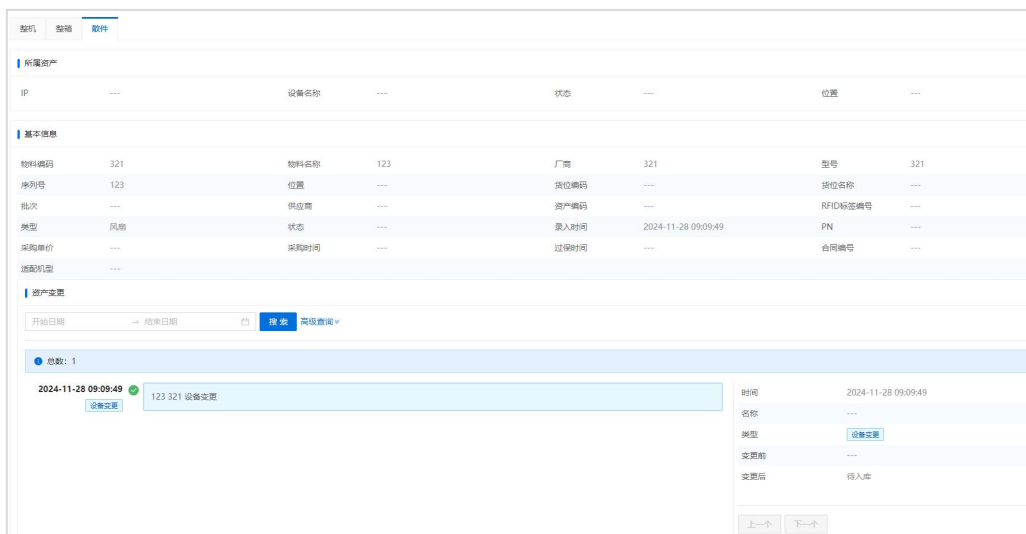 整机 整箱 散件
所属资产
IP --- 设备名称 --- 状态 --- 位置 ---
基本信息
物料编码 321 物料名称 123 厂商 321 型号 321
序列号 123 位置 --- 货位编码 --- 货位名称 ---
批次 --- 供应商 --- 资产编码 --- RFID标签编号 ---
类型 风扇 状态 --- 录入时间 2024-11-28 09:09:49 PN ---
采购单价 --- 采购时间 --- 过保时间 --- 合同编号 ---
适配机型 ---
资产变更
开始日期 → 结束日期 搜索 高级查询
总数：1
2024-11-28 09:09:49 123 321 设备变更
设备变更
时间 2024-11-28 09:09:49
名称 ---
类型 设备变更
变更前 ---
变更后 待入库
上一个 下一个